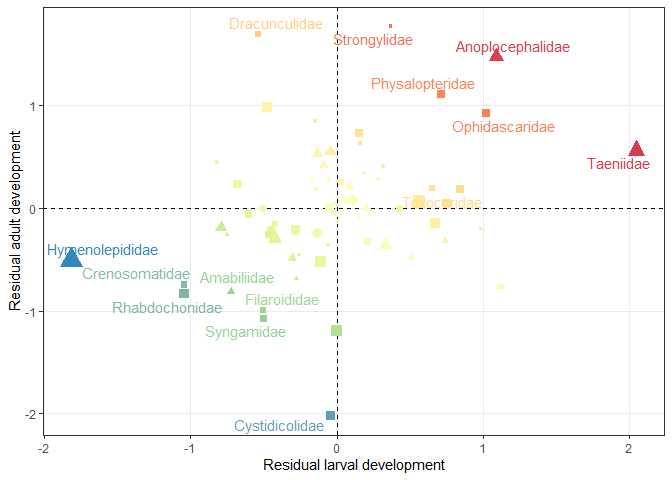 Dracunculidae
Strongylidae
Anoplocephalidae
Physalopteridae
Ophidascaridae
Taeniidae
Hymenolepididae
Crenosomatidae
Amabiliidae
Rhabdochonidae
Filaroididae
Syngamidae
Cystidicolidae
1
0
-1
-2
-2
-1
0
1
2
Residual adult development
Residual larval development